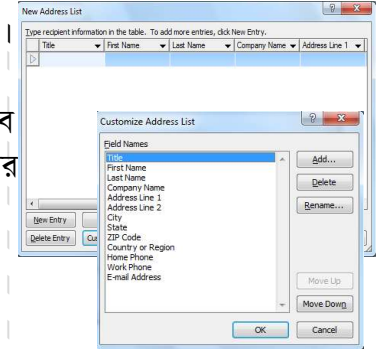 New Address List
Type recipient information in the table. To add more entries, click New Entry.
Title First Name Last Name Company Name Address Line 1
।
ব
র
Customize Address List
Field Names
Title
First Name
Last Name
Company Name
Address Line 1
Address Line 2
City
State
ZIP Code
Country or Region
Home Phone
Work Phone
E-mail Address
Add...
Delete
Rename...
Move Up
Move Down
OK Cancel
New Entry
Delete Entry Cus